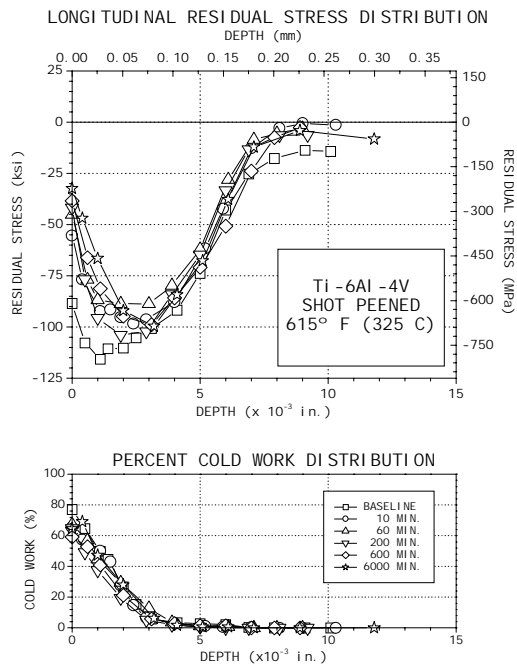 LONGITUDINAL RESIDUAL STRESS DISTRIBUTION
DEPTH (mm)
0.00 0.05 0.10 0.15 0.20 0.25 0.30 0.35
25
0
-25
-50
-75
-100
-125
RESIDUAL STRESS (ksi)
150
0
-150
-300
-450
-600
-750
RESIDUAL STRESS (MPa)
Ti-6Al-4V
SHOT PEENED
615º F (325 C)
0 5 10 15
DEPTH (x 10-3 in.)
PERCENT COLD WORK DISTRIBUTION
100
80
60
40
20
0
COLD WORK (%)
BASELINE
10 MIN.
60 MIN.
200 MIN.
600 MIN.
6000 MIN.
0 5 10 15
DEPTH (x10-3 in.)